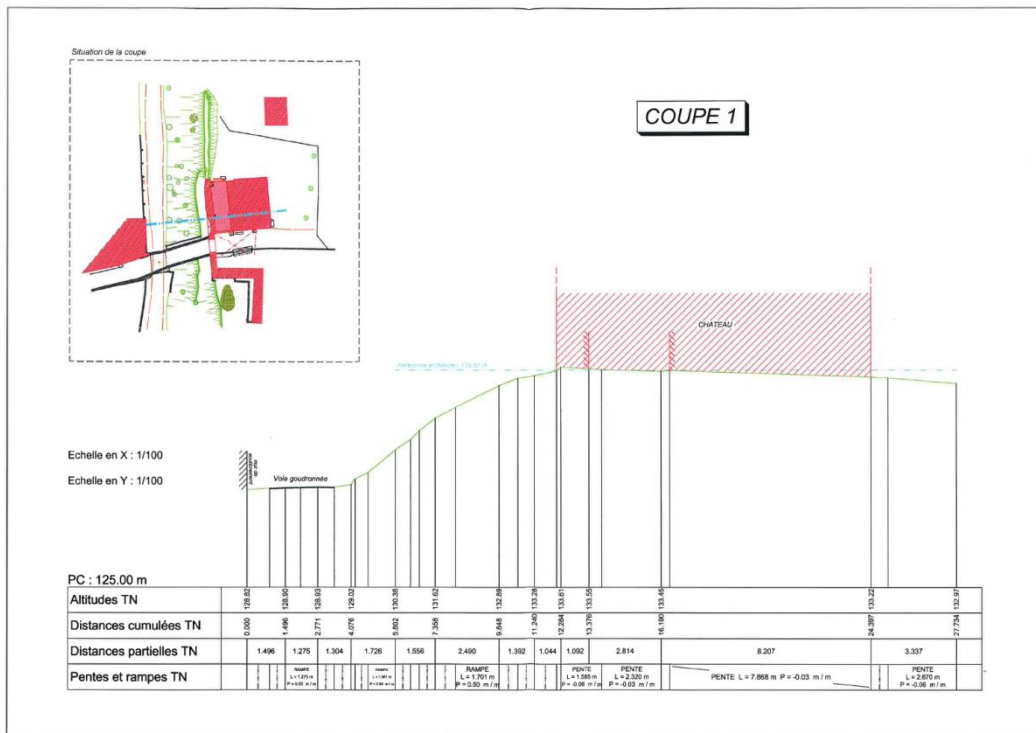 Situation de la coupe
COUPE 1
CHATEAU
Echelle en X : 1/100
Echelle en Y : 1/100
Voie goudronnée
PC : 125.00 m
Altitudes TN
128.82 128.90 128.93 129.02 130.38 131.62 132.89 133.28 133.61 133.55 133.45 133.22 132.97
Distances cumulées TN
0.000 1.496 2.771 4.076 5.802 7.358 9.848 11.240 12.284 13.376 16.190 24.397 27.734
Distances partielles TN
1.496 1.275 1.304 1.726 1.556 2.490 1.392 1.044 1.092 2.814 8.207 3.337
Pentes et rampes TN
RAMPE
L = 1.275 m
P = 0.03 m / m
RAMPE
L = 1.701 m
P = 0.50 m / m
PENTE
L = 1.585 m
P = -0.06 m / m
PENTE
L = 2.320 m
P = -0.03 m / m
PENTE L = 7.868 m P = -0.03 m / m
PENTE
L = 2.670 m
P = -0.08 m / m